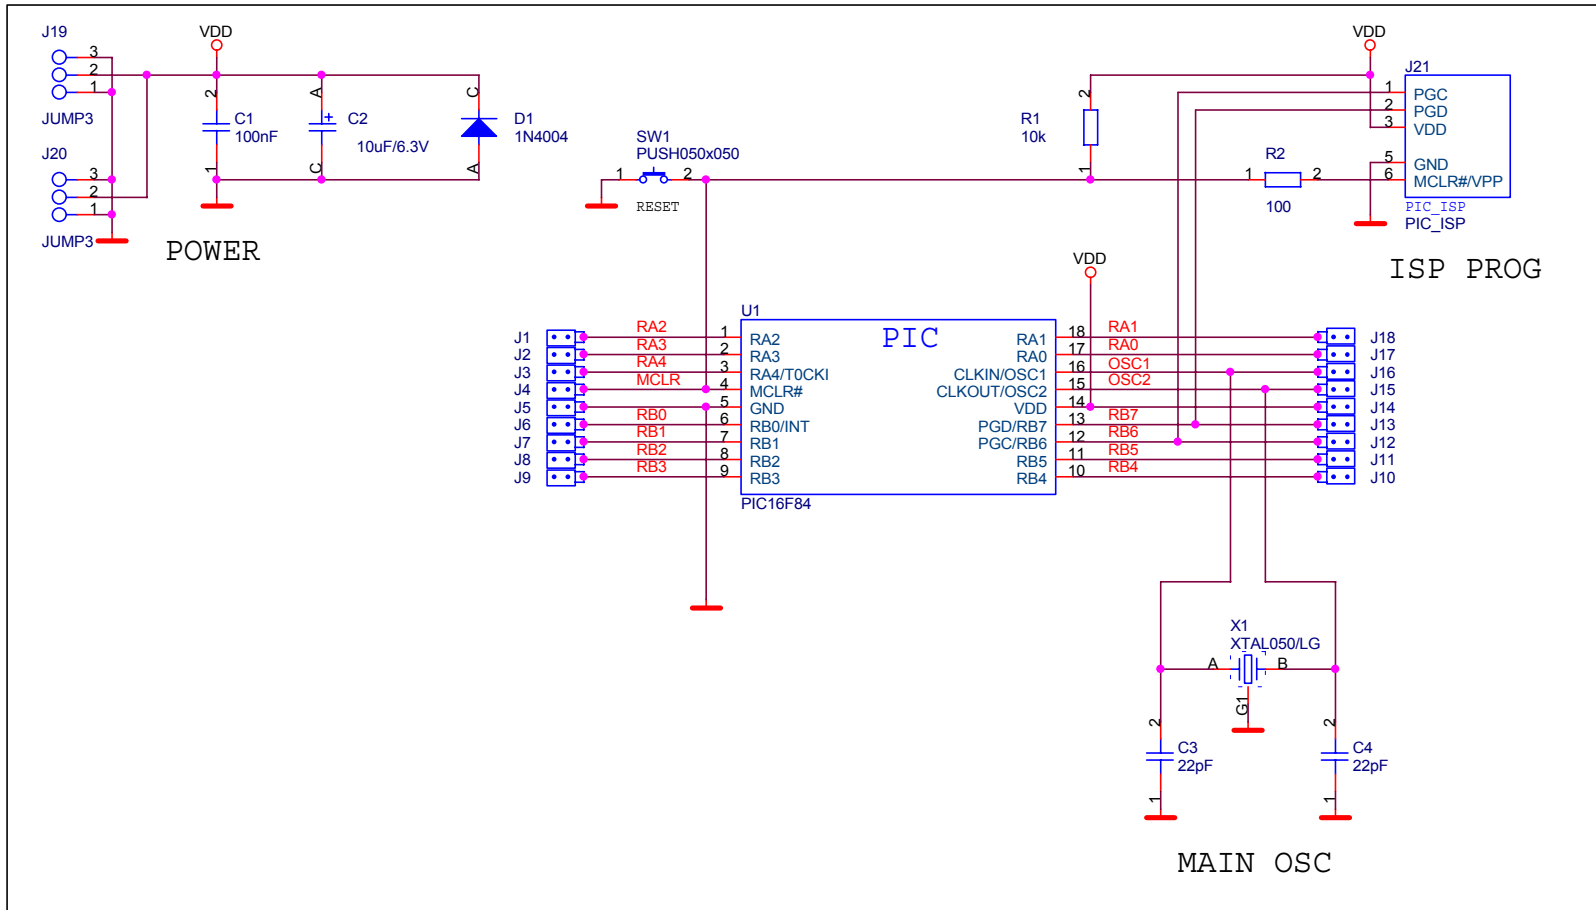 J19
3
2
1
JUMP3
J20
3
2
1
JUMP3
VDD
2
C1
100nF
1
A
C2
10uF/6.3V
C
C
D1
1N4004
A
POWER
SW1
PUSH050x050
1
2
RESET
2
R1
10k
1
R2
1
2
100
VDD
J21
1
PGC
2
PGD
3
VDD
5
GND
6
MCLR#/VPP
PIC_ISP
PIC_ISP
ISP PROG
VDD
U1
PIC
J1
RA2
1
RA2
RA1
18
RA1
J18
J2
RA3
2
RA3
RA0
17
RA0
J17
J3
RA4
3
RA4/T0CKI
CLKIN/OSC1
16
OSC1
J16
J4
MCLR
4
MCLR#
CLKOUT/OSC2
15
OSC2
J15
J5
5
GND
VDD
14
J14
J6
RB0
6
RB0/INT
PGD/RB7
13
RB7
J13
J7
RB1
7
RB1
PGC/RB6
12
RB6
J12
J8
RB2
8
RB2
RB5
11
RB5
J11
J9
RB3
9
RB3
RB4
10
RB4
J10
PIC16F84
X1
XTAL050/LG
A
B
G1
2
C3
22pF
1
2
C4
22pF
1
MAIN OSC